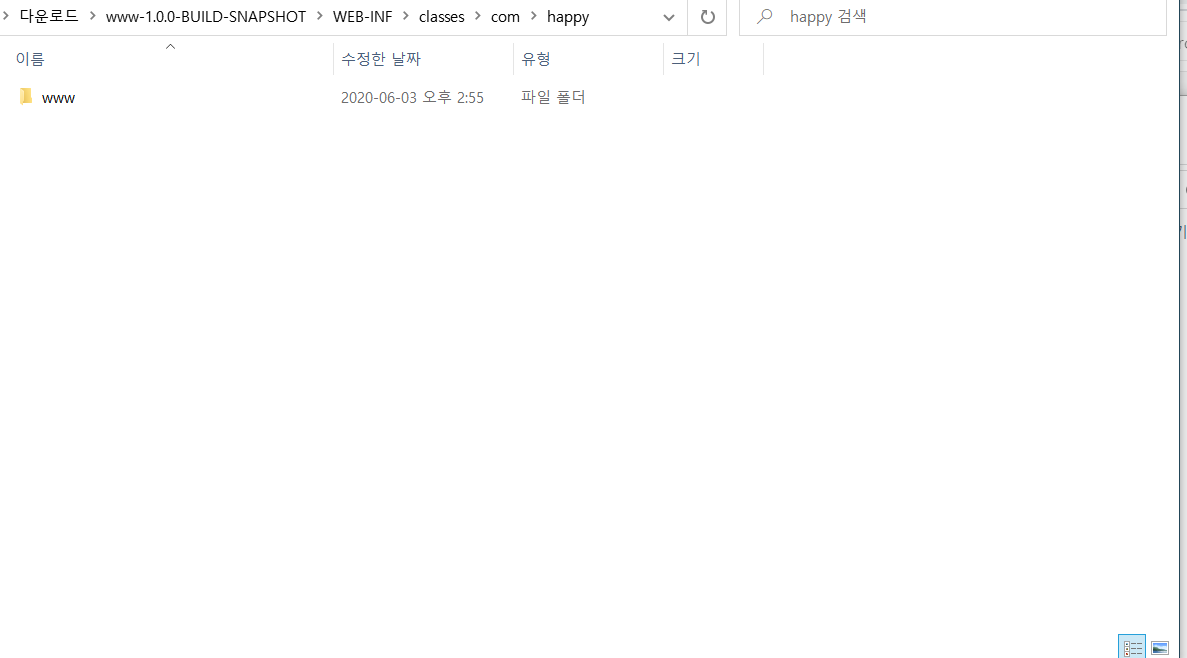 다운로드 > www-1.0.0-BUILD-SNAPSHOT > WEB-INF > classes > com > happy
happy 검색
이름 수정한 날짜 유형 크기
www 2020-06-03 오후 2:55 파일 폴더